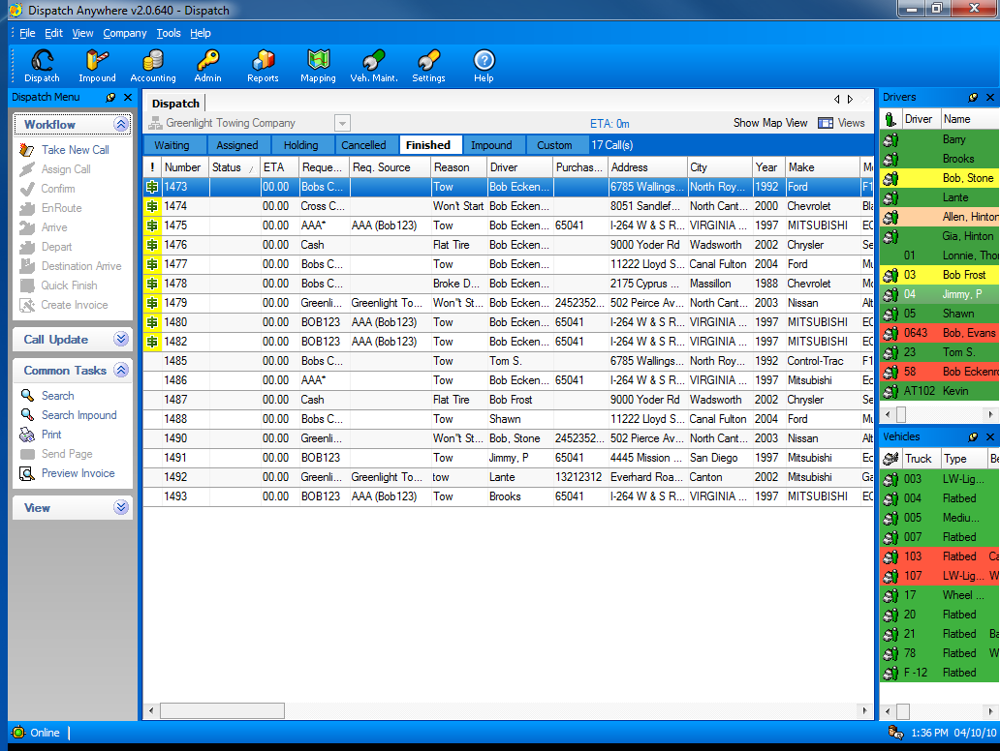 Dispatch Anywhere v2.0.640 - Dispatch
File Edit View Company Tools Help
Dispatch Impound Accounting Admin Reports Mapping Veh. Maint. Settings Help
Dispatch Menu
Workflow
Take New Call
Assign Call
Confirm
EnRoute
Arrive
Depart
Destination Arrive
Quick Finish
Create Invoice
Call Update
Common Tasks
Search
Search Impound
Print
Send Page
Preview Invoice
View
Dispatch
Greenlight Towing Company ETA: 0m Show Map View Views
Waiting Assigned Holding Cancelled Finished Impound Custom 17 Call(s)
! Number Status / ETA Reque... Req. Source Reason Driver Purchas... Address City Year Make Mo
1473 00.00 Bobs C... Tow Bob Ecken... 6785 Wallings... North Roy... 1992 Ford F1
1474 00.00 Cross C... Won't Start Bob Ecken... 8051 Sandlef... North Cant... 2000 Chevrolet Bla
1475 00.00 AAA* AAA (Bob123) Tow Bob Ecken... 65041 I-264 W & S R... VIRGINIA ... 1997 MITSUBISHI EC
1476 00.00 Cash Flat Tire Bob Ecken... 9000 Yoder Rd Wadsworth 2002 Chrysler Se
1477 00.00 Bobs C... Tow Bob Ecken... 11222 Lloyd S... Canal Fulton 2004 Ford Mu
1478 00.00 Bobs C... Broke D... Bob Ecken... 2175 Cyprus ... Massillon 1988 Chevrolet Mo
1479 00.00 Greenli... Greenlight To... Won"t St... Bob Ecken... 2452352... 502 Peirce Av... North Cant... 2003 Nissan Alt
1480 00.00 BOB123 AAA (Bob123) Tow Bob Ecken... 65041 I-264 W & S R... VIRGINIA ... 1997 MITSUBISHI EC
1482 00.00 BOB123 AAA (Bob123) Tow Bob Ecken... 65041 I-264 W & S R... VIRGINIA ... 1997 MITSUBISHI EC
1485 00.00 Bobs C... Tow Tom S. 6785 Wallings... North Roy... 1992 Control-Trac F1
1486 00.00 AAA* Tow Bob Ecken... 65041 I-264 W & S R... VIRGINIA ... 1997 Mitsubishi Ec
1487 00.00 Cash Flat Tire Bob Frost 9000 Yoder Rd Wadsworth 2002 Chrysler Se
1488 00.00 Bobs C... Tow Shawn 11222 Lloyd S... Canal Fulton 2004 Ford Mu
1490 00.00 Greenli... Won"t St... Bob, Stone 2452352... 502 Peirce Av... North Cant... 2003 Nissan Alt
1491 00.00 BOB123 Tow Jimmy, P 65041 4445 Mission ... San Diego 1997 Mitsubishi Ec
1492 00.00 Greenli... Greenlight To... tow Lante 13212312 Everhard Roa... Canton 2002 Mitsubishi Ga
1493 00.00 BOB123 AAA (Bob123) Tow Brooks 65041 I-264 W & S R... VIRGINIA ... 1997 MITSUBISHI EC
Drivers
Driver Name
Barry
Brooks
Bob, Stone
Lante
Allen, Hinton
Gia, Hinton
01 Lonnie, Tho
03 Bob Frost
04 Jimmy, P
05 Shawn
0643 Bob, Evans
23 Tom S.
58 Bob Eckenro
AT102 Kevin
Vehicles
Truck Type Be
003 LW-Lig...
004 Flatbed
005 Mediu...
007 Flatbed
103 Flatbed Ca
107 LW-Lig... W
17 Wheel ...
20 Flatbed
21 Flatbed Ba
78 Flatbed W
F -12 Flatbed
Online 1:36 PM 04/10/10